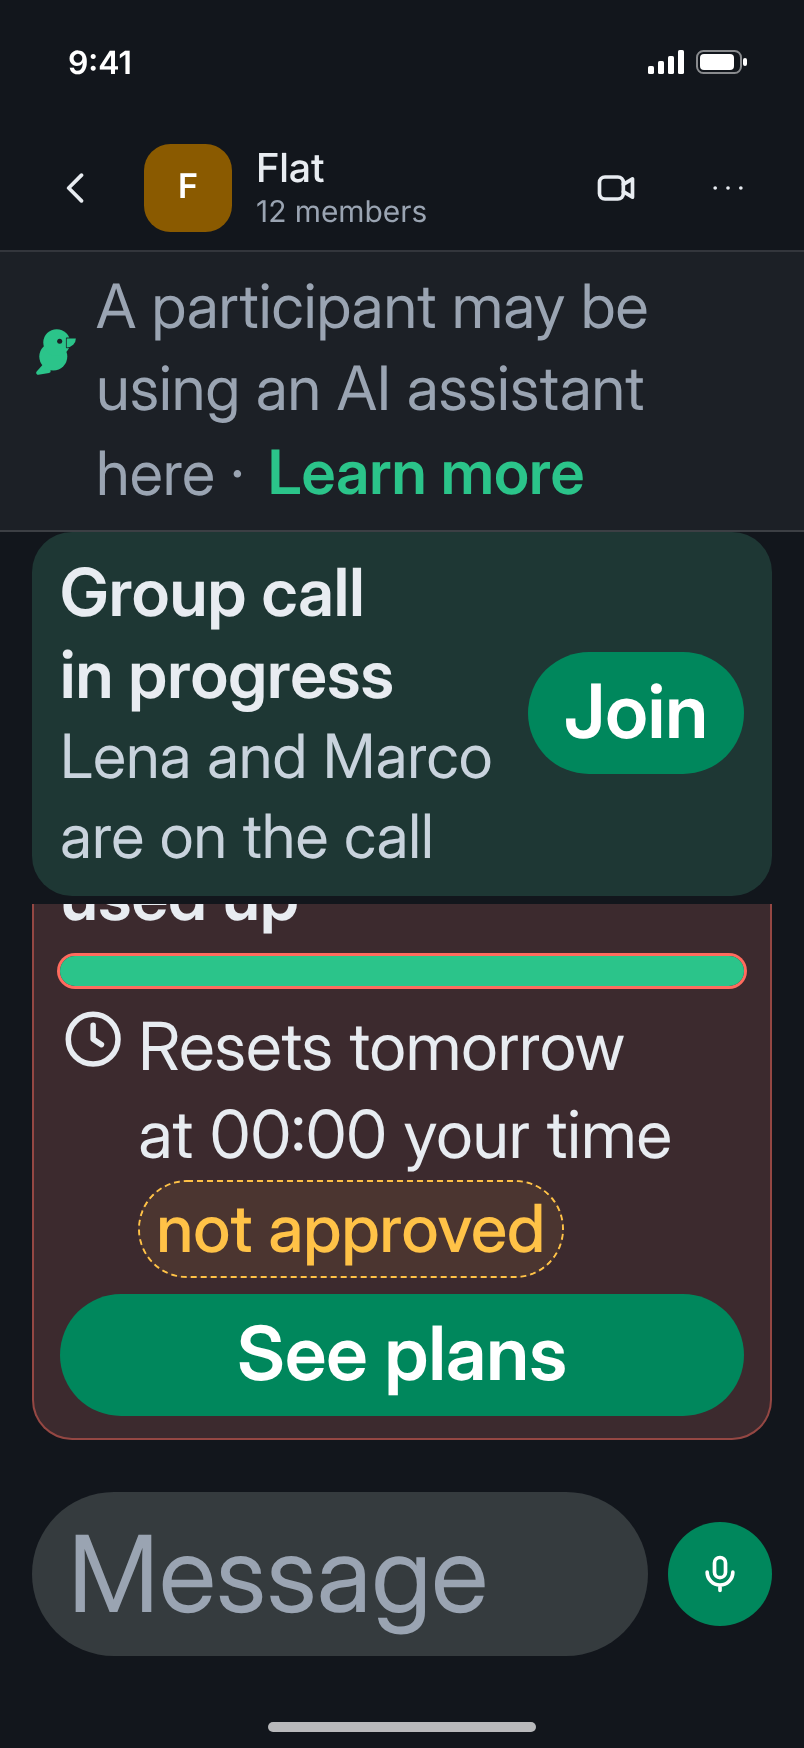 9:41
F
Flat
12 members
...
A participant may be
using an AI assistant
here · Learn more
Group call
in progress
Lena and Marco
are on the call
Join
used up
Resets tomorrow
at 00:00 your time
not approved
See plans
Message